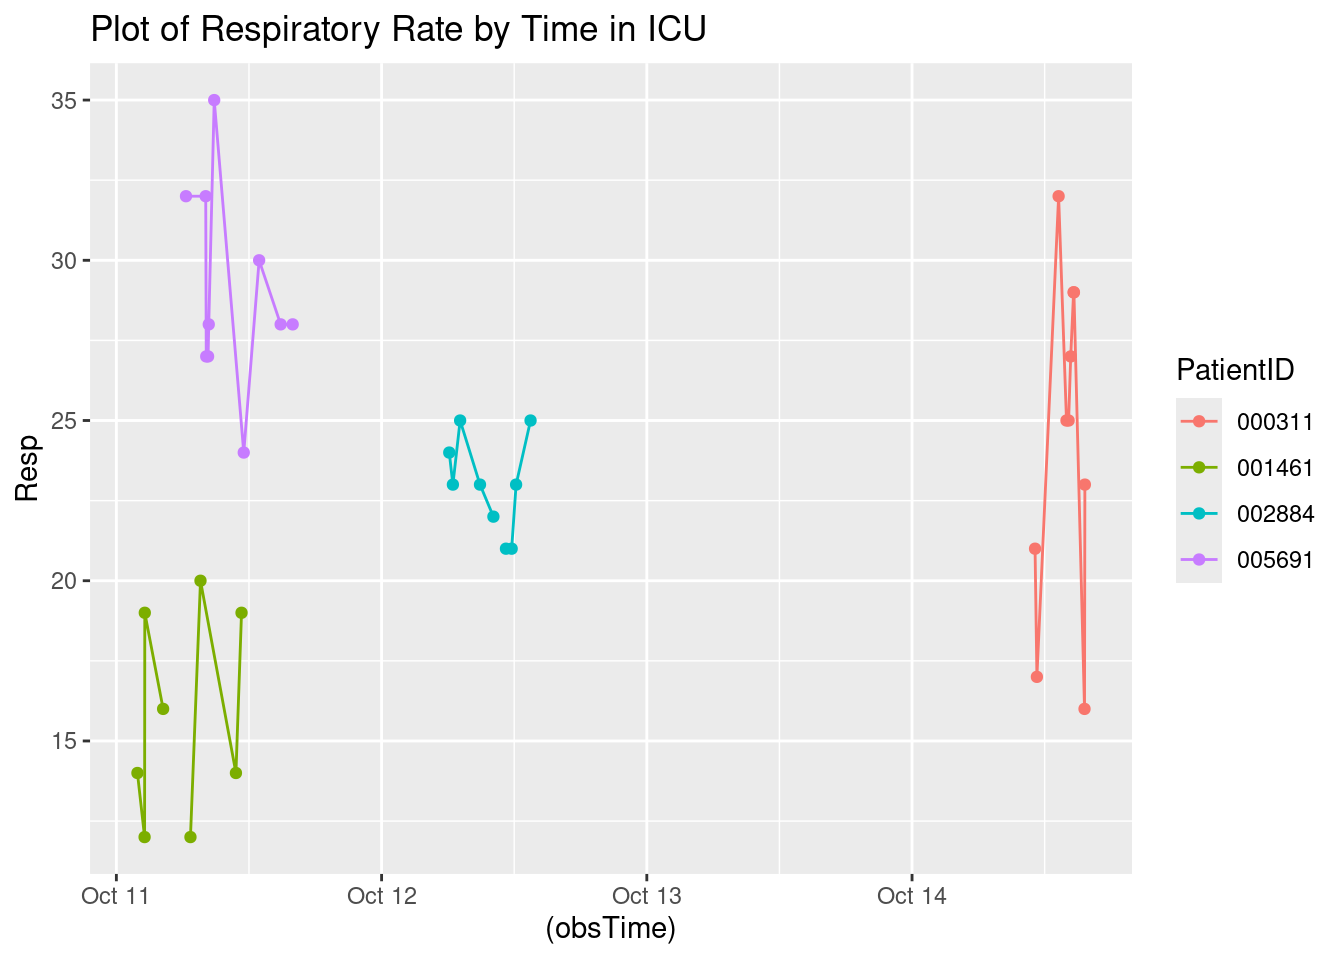 Plot of Respiratory Rate by Time in ICU
35
30
25
20
15
Resp
Oct 11
Oct 12
Oct 13
Oct 14
(obsTime)
PatientID
000311
001461
002884
005691